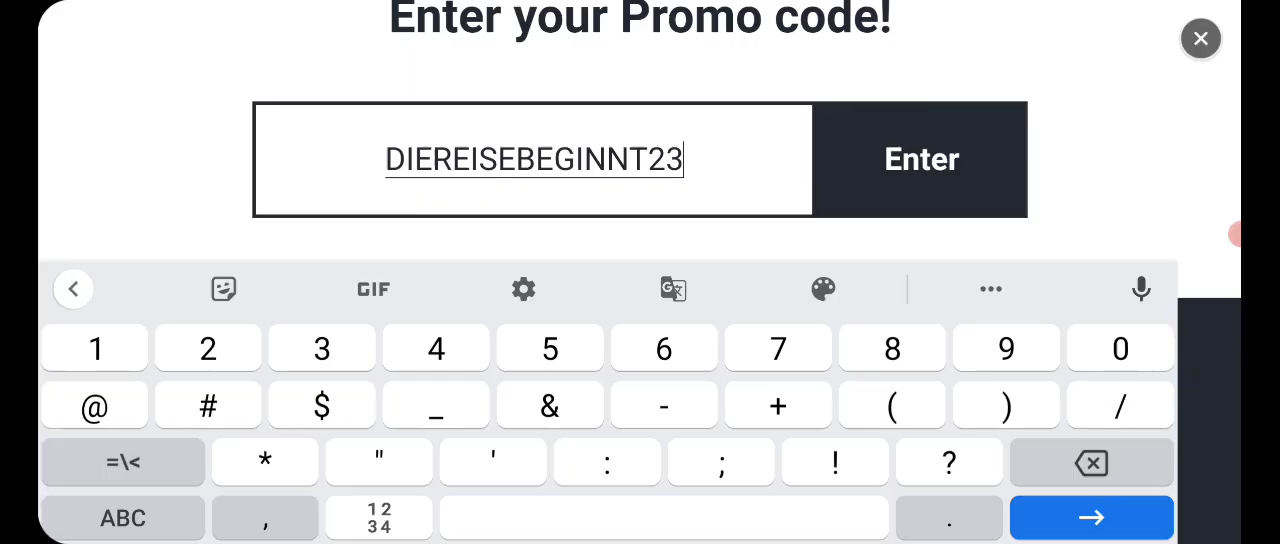 Enter your Promo code!
DIEREISEBEGINNT23
Enter
GIF
1 2 3 4 5 6 7 8 9 0
@ # $ _ & - + ( ) /
=\< * " ' : ; ! ?
ABC , 12 34 .